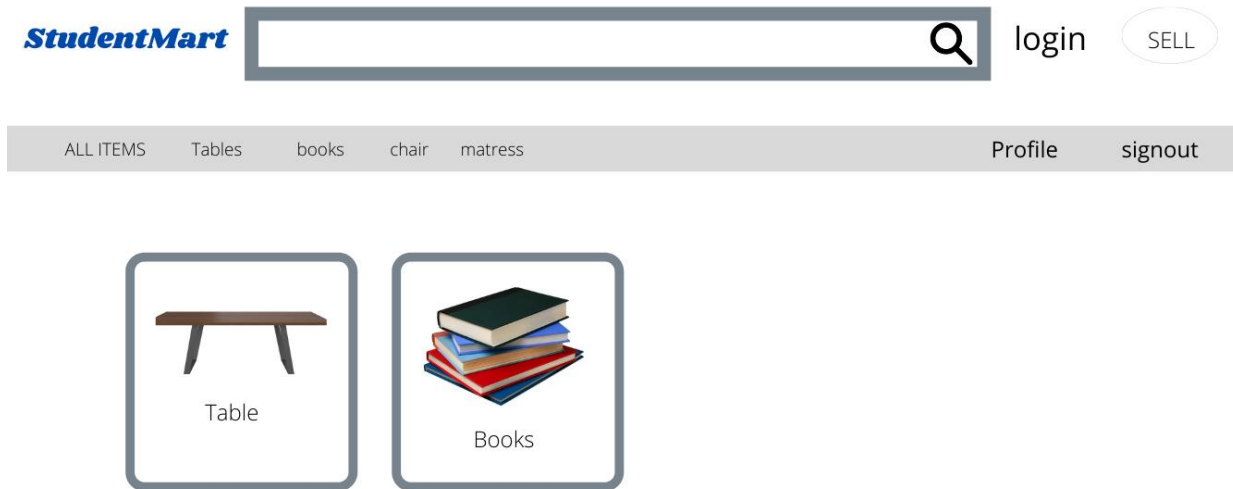 StudentMart login SELL
ALL ITEMS Tables books chair matress Profile signout
Table
Books